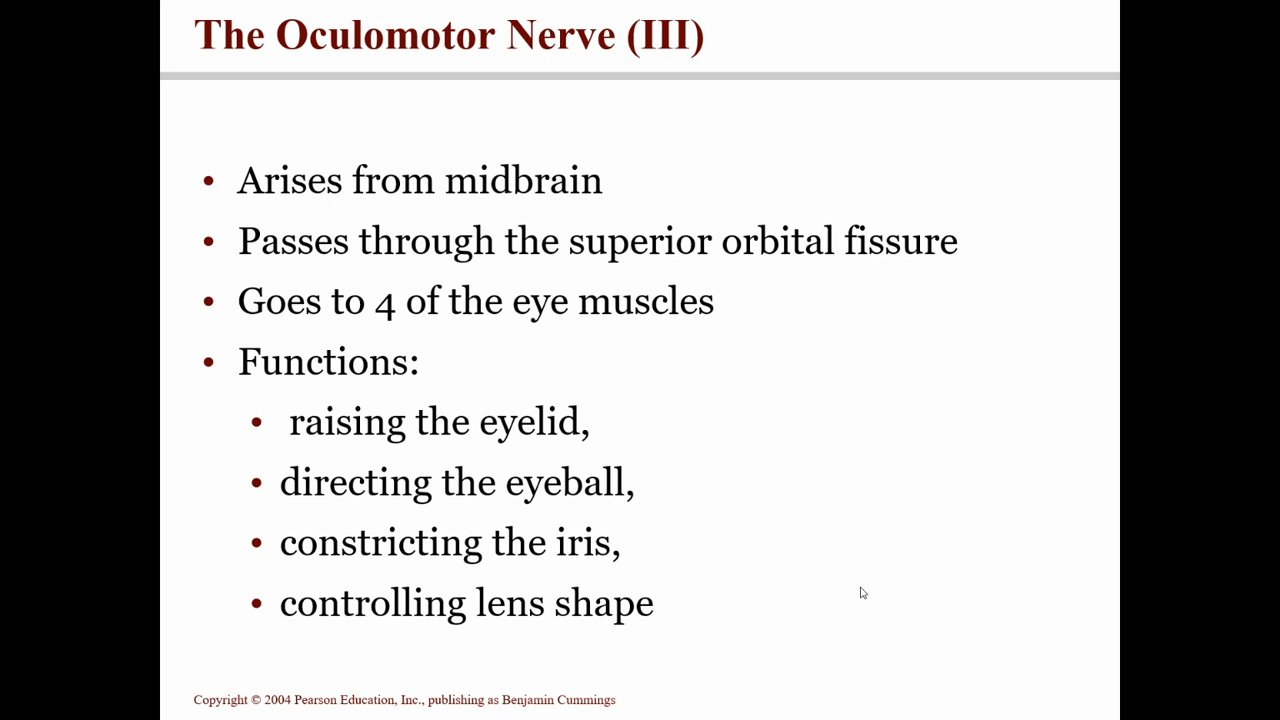 The Oculomotor Nerve (III)
• Arises from midbrain
• Passes through the superior orbital fissure
• Goes to 4 of the eye muscles
• Functions:
• raising the eyelid,
• directing the eyeball,
• constricting the iris,
• controlling lens shape
Copyright © 2004 Pearson Education, Inc., publishing as Benjamin Cummings